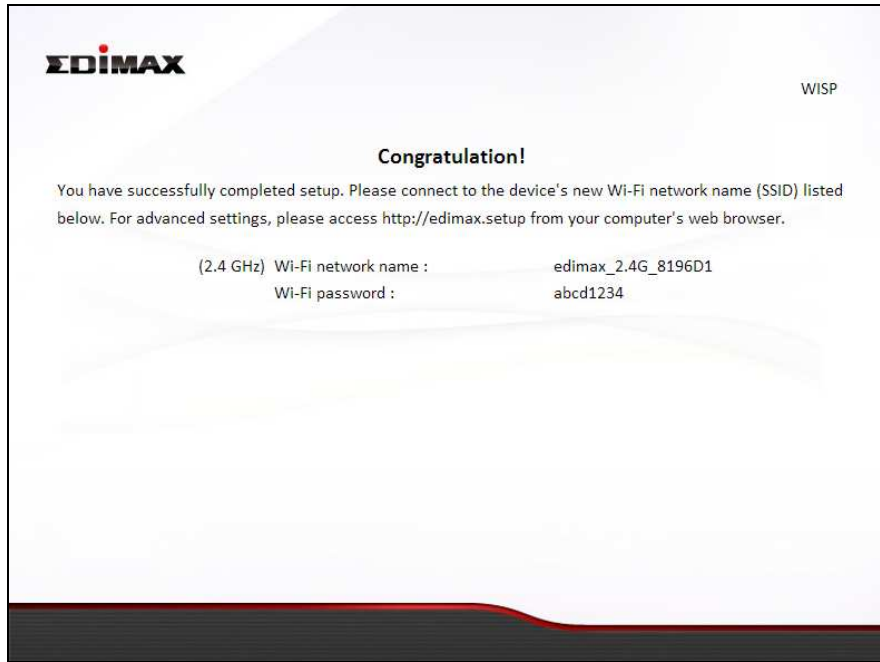 EDiMAX
WISP
Congratulation!
You have successfully completed setup. Please connect to the device's new Wi-Fi network name (SSID) listed
below. For advanced settings, please access http://edimax.setup from your computer's web browser.
(2.4 GHz) Wi-Fi network name : edimax_2.4G_8196D1
Wi-Fi password : abcd1234